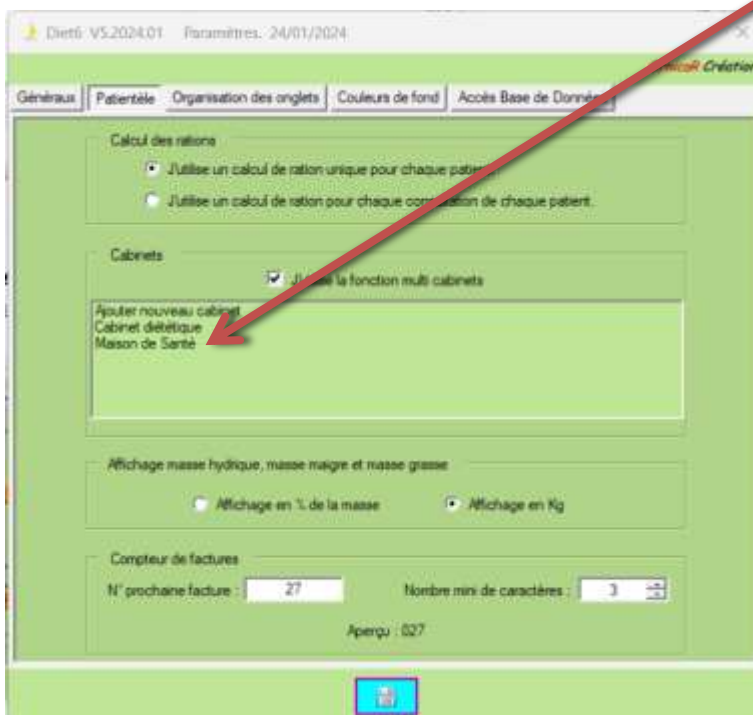 Diet6 V5.2024.01 Paramètres. 24/01/2024
Création
Généraux Patientèle Organisation des onglets Couleurs de fond Accès Base de
Calcul des rations
J'utilise un calcul de ration unique pour chaque
J'utilise un calcul de ration pour chaque de chaque patient.
Cabinets
la fonction multi cabinets
Ajouter nouveau cabinet
Cabinet diététique
Maison de Santé
Affichage masse hydrique, masse maigre et masse grasse
Affichage en % de la masse Affichage en Kg
Compteur de factures
N° prochaine facture : 27 Nombre mini de caractères : 3
Aperçu : 027